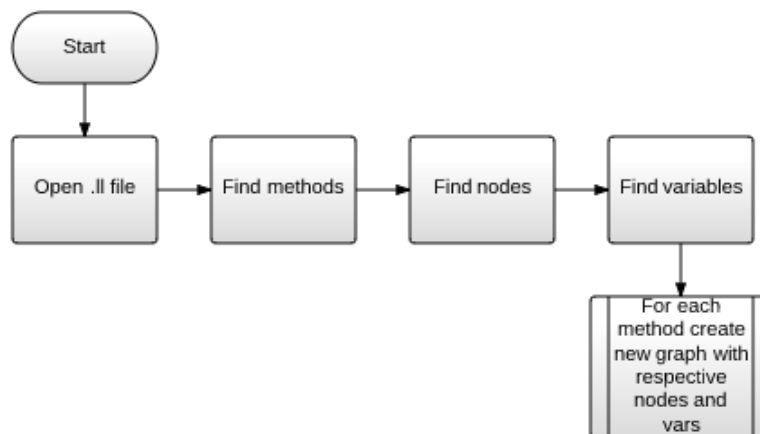 Start
Open .ll file
Find methods
Find nodes
Find variables
For each
method create
new graph with
respective
nodes and
vars